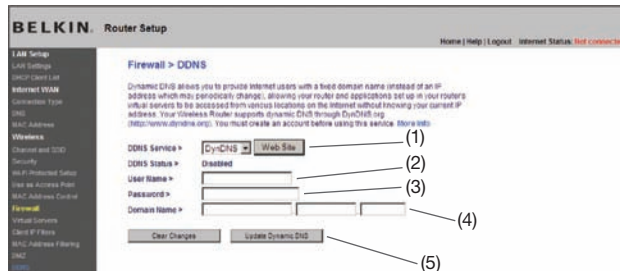 BELKIN. Router Setup
Home | Help | Logout Internet Status: Not connected
LAN Setup
LAN Settings
DHCP Client List
Internet WAN
Connection Type
DNS
MAC Address
Wireless
Channel and SSID
Security
Wi-Fi Protected Setup
Use as Access Point
MAC Address Control
Firewall
Virtual Servers
Client IP Filters
MAC Address Filtering
DMZ
DDNS
Firewall > DDNS
Dynamic DNS allows you to provide Internet users with a fixed domain name (instead of an IP
address which may periodically change), allowing your router and applications set up in your router's
virtual servers to be accessed from various locations on the Internet without knowing your current IP
address. Your Wireless Router supports dynamic DNS through DynDNS.org
(http://www.dyndns.org). You must create an account before using this service. More Info
DDNS Service > DynDNS Web Site (1)
DDNS Status > Disabled
User Name > (2)
Password > (3)
Domain Name > (4)
Clear Changes Update Dynamic DNS (5)